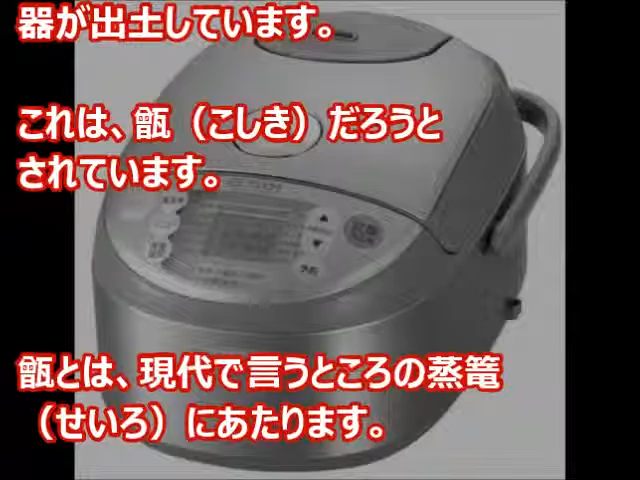 器が出土しています。
これは、甑（こしき）だろうと
されています。
甑とは、現代で言うところの蒸篭
（せいろ）にあたります。